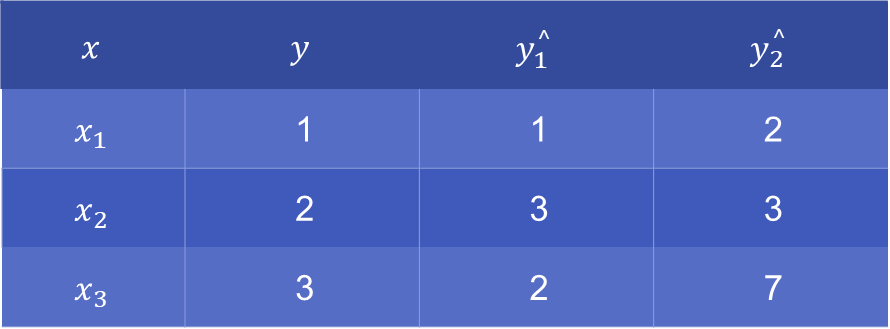 x y y₁^ y₂^
x₁ 1 1 2
x₂ 2 3 3
x₃ 3 2 7